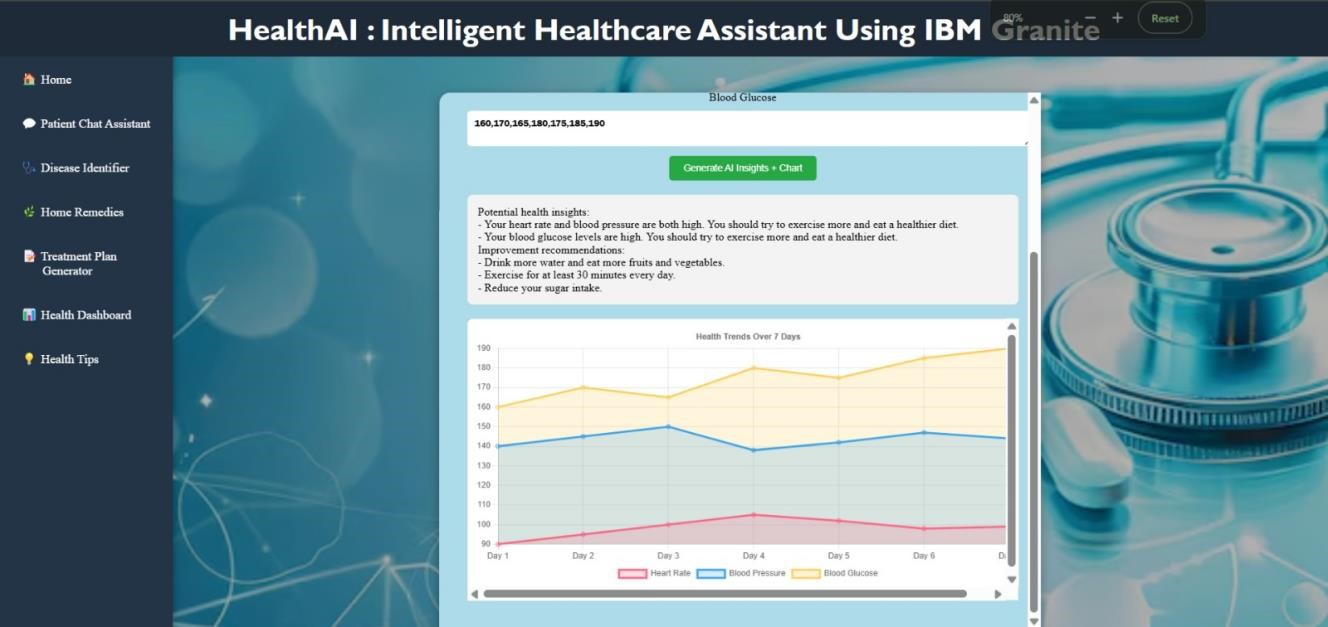 HealthAI : Intelligent Healthcare Assistant Using IBM Granite
80%
−
+
Reset
Home
Patient Chat Assistant
Disease Identifier
Home Remedies
Treatment Plan
Generator
Health Dashboard
Health Tips
Blood Glucose
160,170,165,180,175,185,190
Generate AI Insights + Chart
Potential health insights:
- Your heart rate and blood pressure are both high. You should try to exercise more and eat a healthier diet.
- Your blood glucose levels are high. You should try to exercise more and eat a healthier diet.
Improvement recommendations:
- Drink more water and eat more fruits and vegetables.
- Exercise for at least 30 minutes every day.
- Reduce your sugar intake.
Health Trends Over 7 Days
190
180
170
160
150
140
130
120
110
100
90
Day 1 Day 2 Day 3 Day 4 Day 5 Day 6
Heart Rate Blood Pressure Blood Glucose